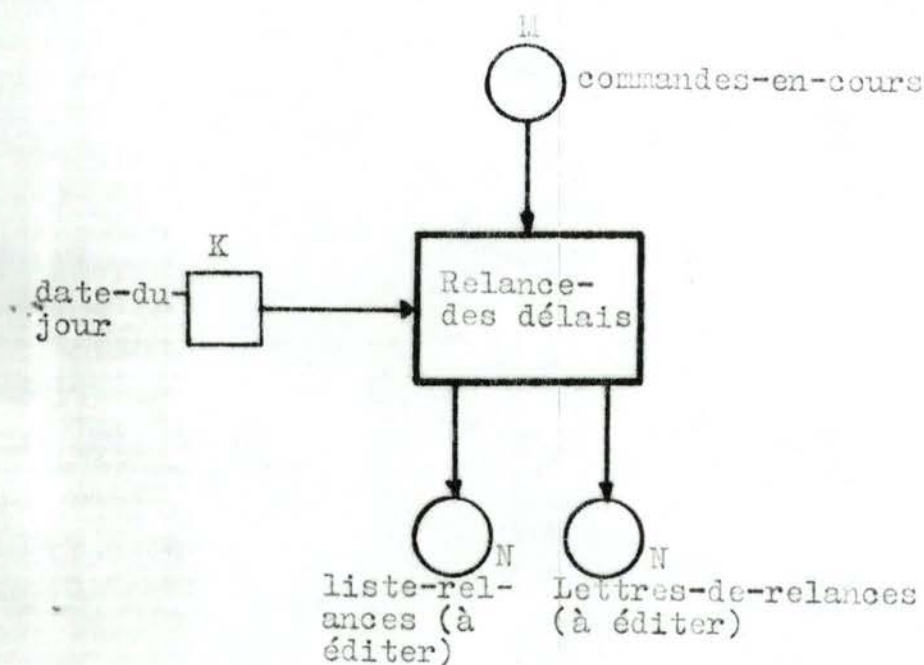 M
commandes-en-cours
K
date-du-
jour
Relance-
des délais
N
liste-rel-
ances (à
éditer)
N
Lettres-de-relances
(à éditer)